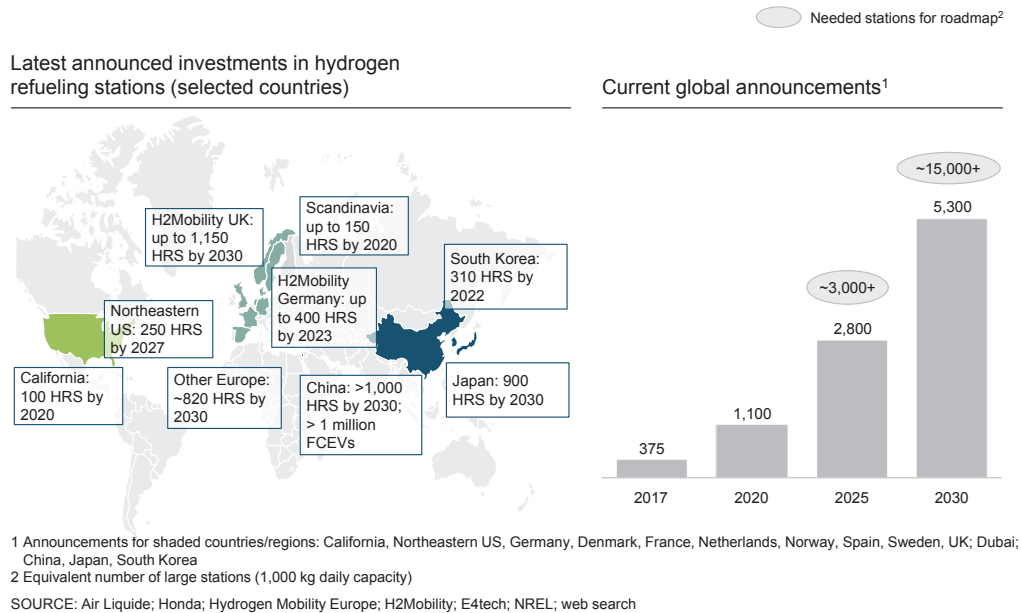 Needed stations for roadmap2
Latest announced investments in hydrogen
refueling stations (selected countries)
Current global announcements1
H2Mobility UK:
up to 1,150
HRS by 2030
Scandinavia:
up to 150
HRS by 2020
South Korea:
310 HRS by
2022
H2Mobility
Germany: up
to 400 HRS
by 2023
Northeastern
US: 250 HRS
by 2027
California:
100 HRS by
2020
Other Europe:
~820 HRS by
2030
China: >1,000
HRS by 2030;
> 1 million
FCEVs
Japan: 900
HRS by 2030
~15,000+
5,300
~3,000+
2,800
1,100
375
2017
2020
2025
2030
1 Announcements for shaded countries/regions: California, Northeastern US, Germany, Denmark, France, Netherlands, Norway, Spain, Sweden, UK; Dubai;
China, Japan, South Korea
2 Equivalent number of large stations (1,000 kg daily capacity)
SOURCE: Air Liquide; Honda; Hydrogen Mobility Europe; H2Mobility; E4tech; NREL; web search